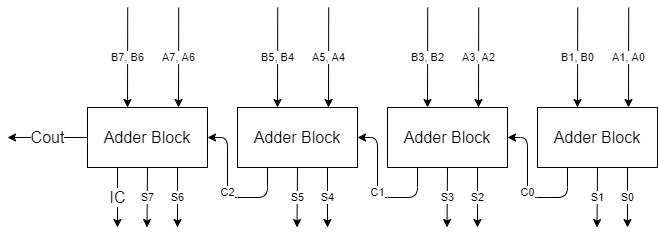 B7, B6 A7, A6 B5, B4 A5, A4 B3, B2 A3, A2 B1, B0 A1, A0
Cout Adder Block Adder Block Adder Block Adder Block
IC S7 S6 C2 S5 S4 C1 S3 S2 C0 S1 S0